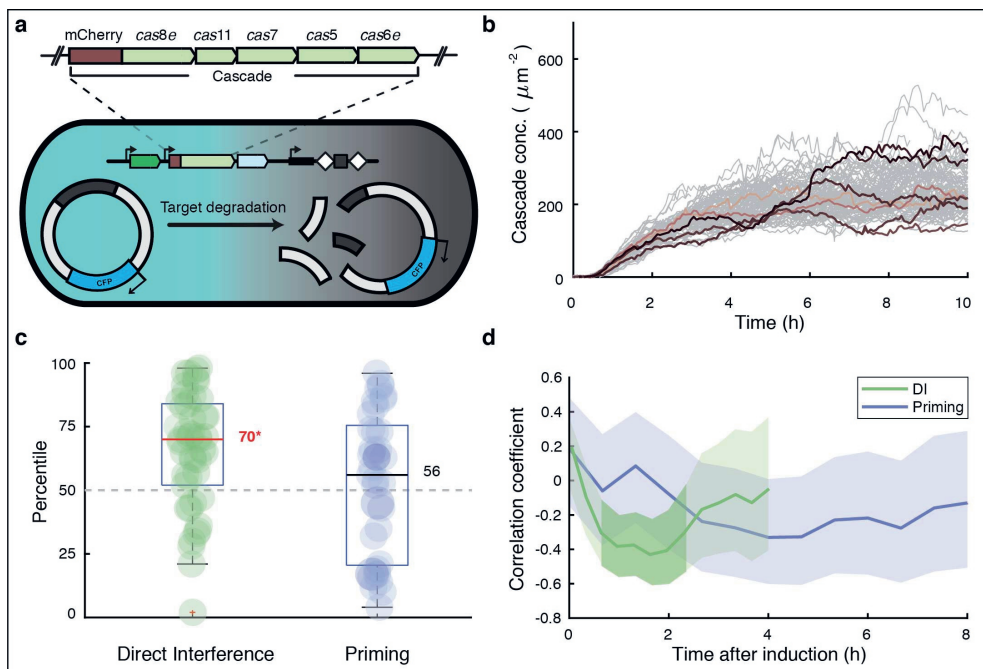 a
mCherry cas8e cas11 cas7 cas5 cas6e
Cascade
Target degradation
CFP
CFP
b
600
400
200
0
0 2 4 6 8 10
Cascade conc. ( μm⁻²)
Time (h)
c
100
75
50
25
0
Percentile
70*
56
Direct Interference Priming
d
0.6
0.4
0.2
0
-0.2
-0.4
-0.6
-0.8
0 2 4 6 8
Correlation coefficient
DI
Priming
Time after induction (h)